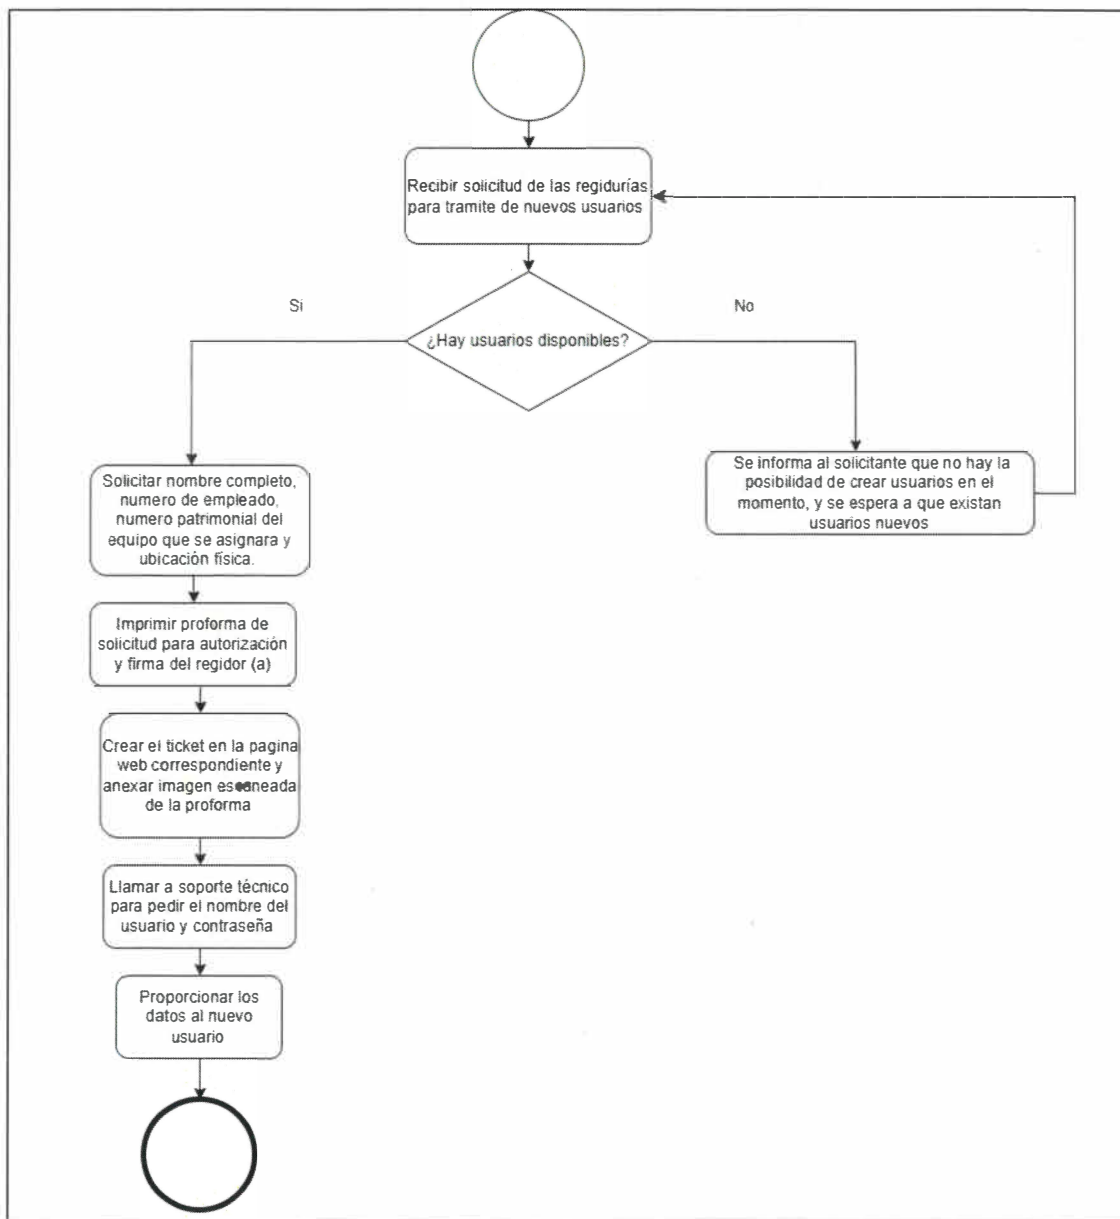 Recibir solicitud de las regidurías
para tramite de nuevos usuarios
Si
No
¿Hay usuarios disponibles?
Solicitar nombre completo,
numero de empleado,
numero patrimonial del
equipo que se asignara y
ubicación física.
Se informa al solicitante que no hay la
posibilidad de crear usuarios en el
momento, y se espera a que existan
usuarios nuevos
Imprimir proforma de
solicitud para autorización
y firma del regidor (a)
Crear el ticket en la pagina
web correspondiente y
anexar imagen escaneada
de la proforma
Llamar a soporte técnico
para pedir el nombre del
usuario y contraseña
Proporcionar los
datos al nuevo
usuario